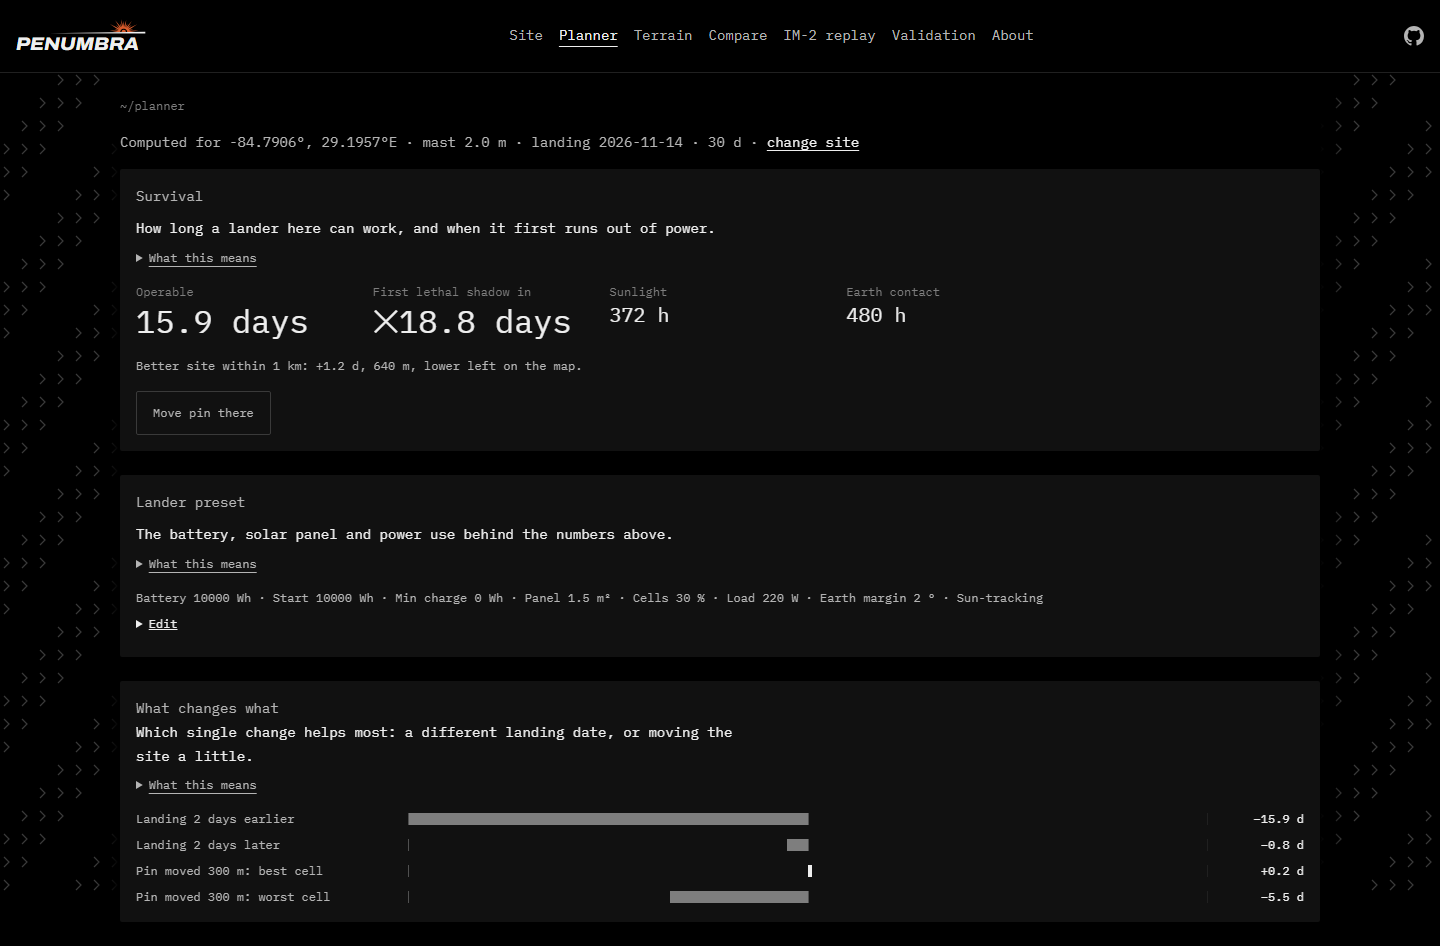 PENUMBRA
Site Planner Terrain Compare IM-2 replay Validation About
~/planner
Computed for -84.7906°, 29.1957°E · mast 2.0 m · landing 2026-11-14 · 30 d · change site
Survival
How long a lander here can work, and when it first runs out of power.
What this means
Operable First lethal shadow in Sunlight Earth contact
15.9 days 18.8 days 372 h 480 h
Better site within 1 km: +1.2 d, 640 m, lower left on the map.
Move pin there
Lander preset
The battery, solar panel and power use behind the numbers above.
What this means
Battery 10000 Wh · Start 10000 Wh · Min charge 0 Wh · Panel 1.5 m² · Cells 30 % · Load 220 W · Earth margin 2 ° · Sun-tracking
Edit
What changes what
Which single change helps most: a different landing date, or moving the
site a little.
What this means
Landing 2 days earlier −15.9 d
Landing 2 days later −0.8 d
Pin moved 300 m: best cell +0.2 d
Pin moved 300 m: worst cell −5.5 d